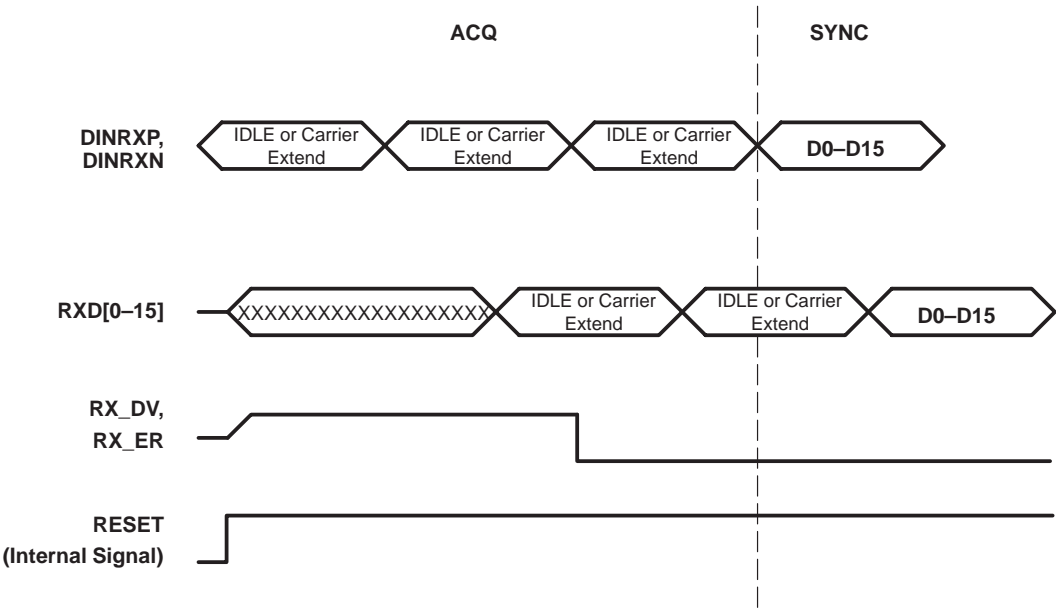 ACQ
SYNC
DINRXP,
DINRXN
IDLE or Carrier
Extend
IDLE or Carrier
Extend
IDLE or Carrier
Extend
D0–D15
RXD[0–15]
XXXXXXXXXXXXXXXXXXX
IDLE or Carrier
Extend
IDLE or Carrier
Extend
D0–D15
RX_DV,
RX_ER
RESET
(Internal Signal)